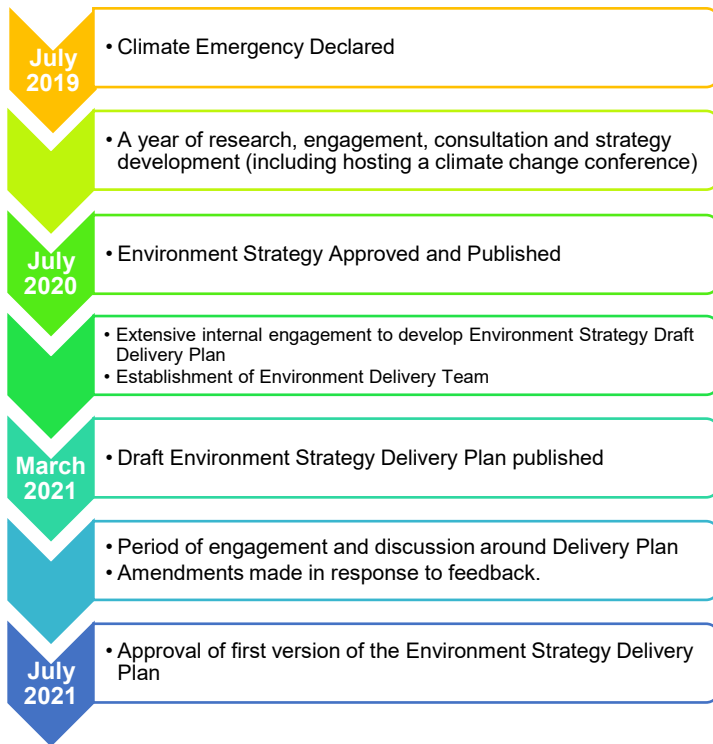 July
2019
• Climate Emergency Declared
• A year of research, engagement, consultation and strategy
development (including hosting a climate change conference)
July
2020
• Environment Strategy Approved and Published
• Extensive internal engagement to develop Environment Strategy Draft
Delivery Plan
• Establishment of Environment Delivery Team
March
2021
• Draft Environment Strategy Delivery Plan published
• Period of engagement and discussion around Delivery Plan
• Amendments made in response to feedback.
July
2021
• Approval of first version of the Environment Strategy Delivery
Plan